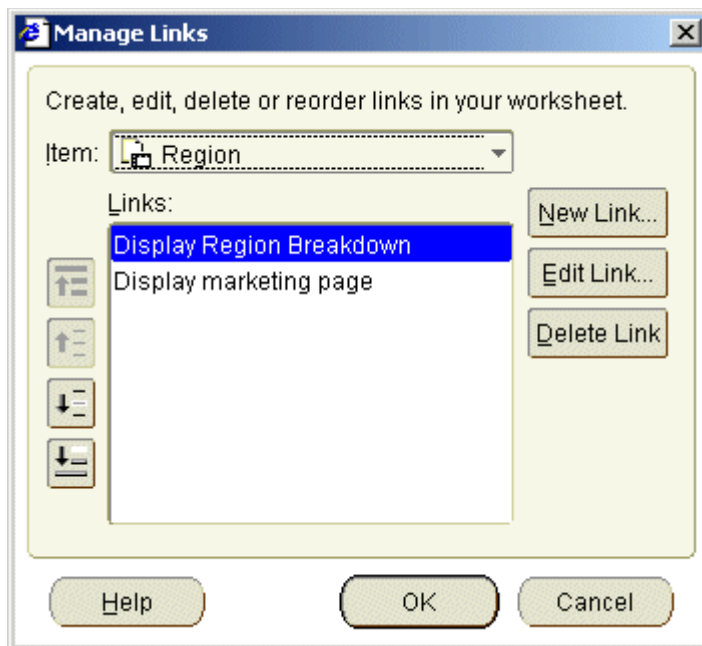 Manage Links
Create, edit, delete or reorder links in your worksheet.
Item: Region
Links:
New Link...
Display Region Breakdown
Edit Link...
Display marketing page
Delete Link
Help
OK
Cancel